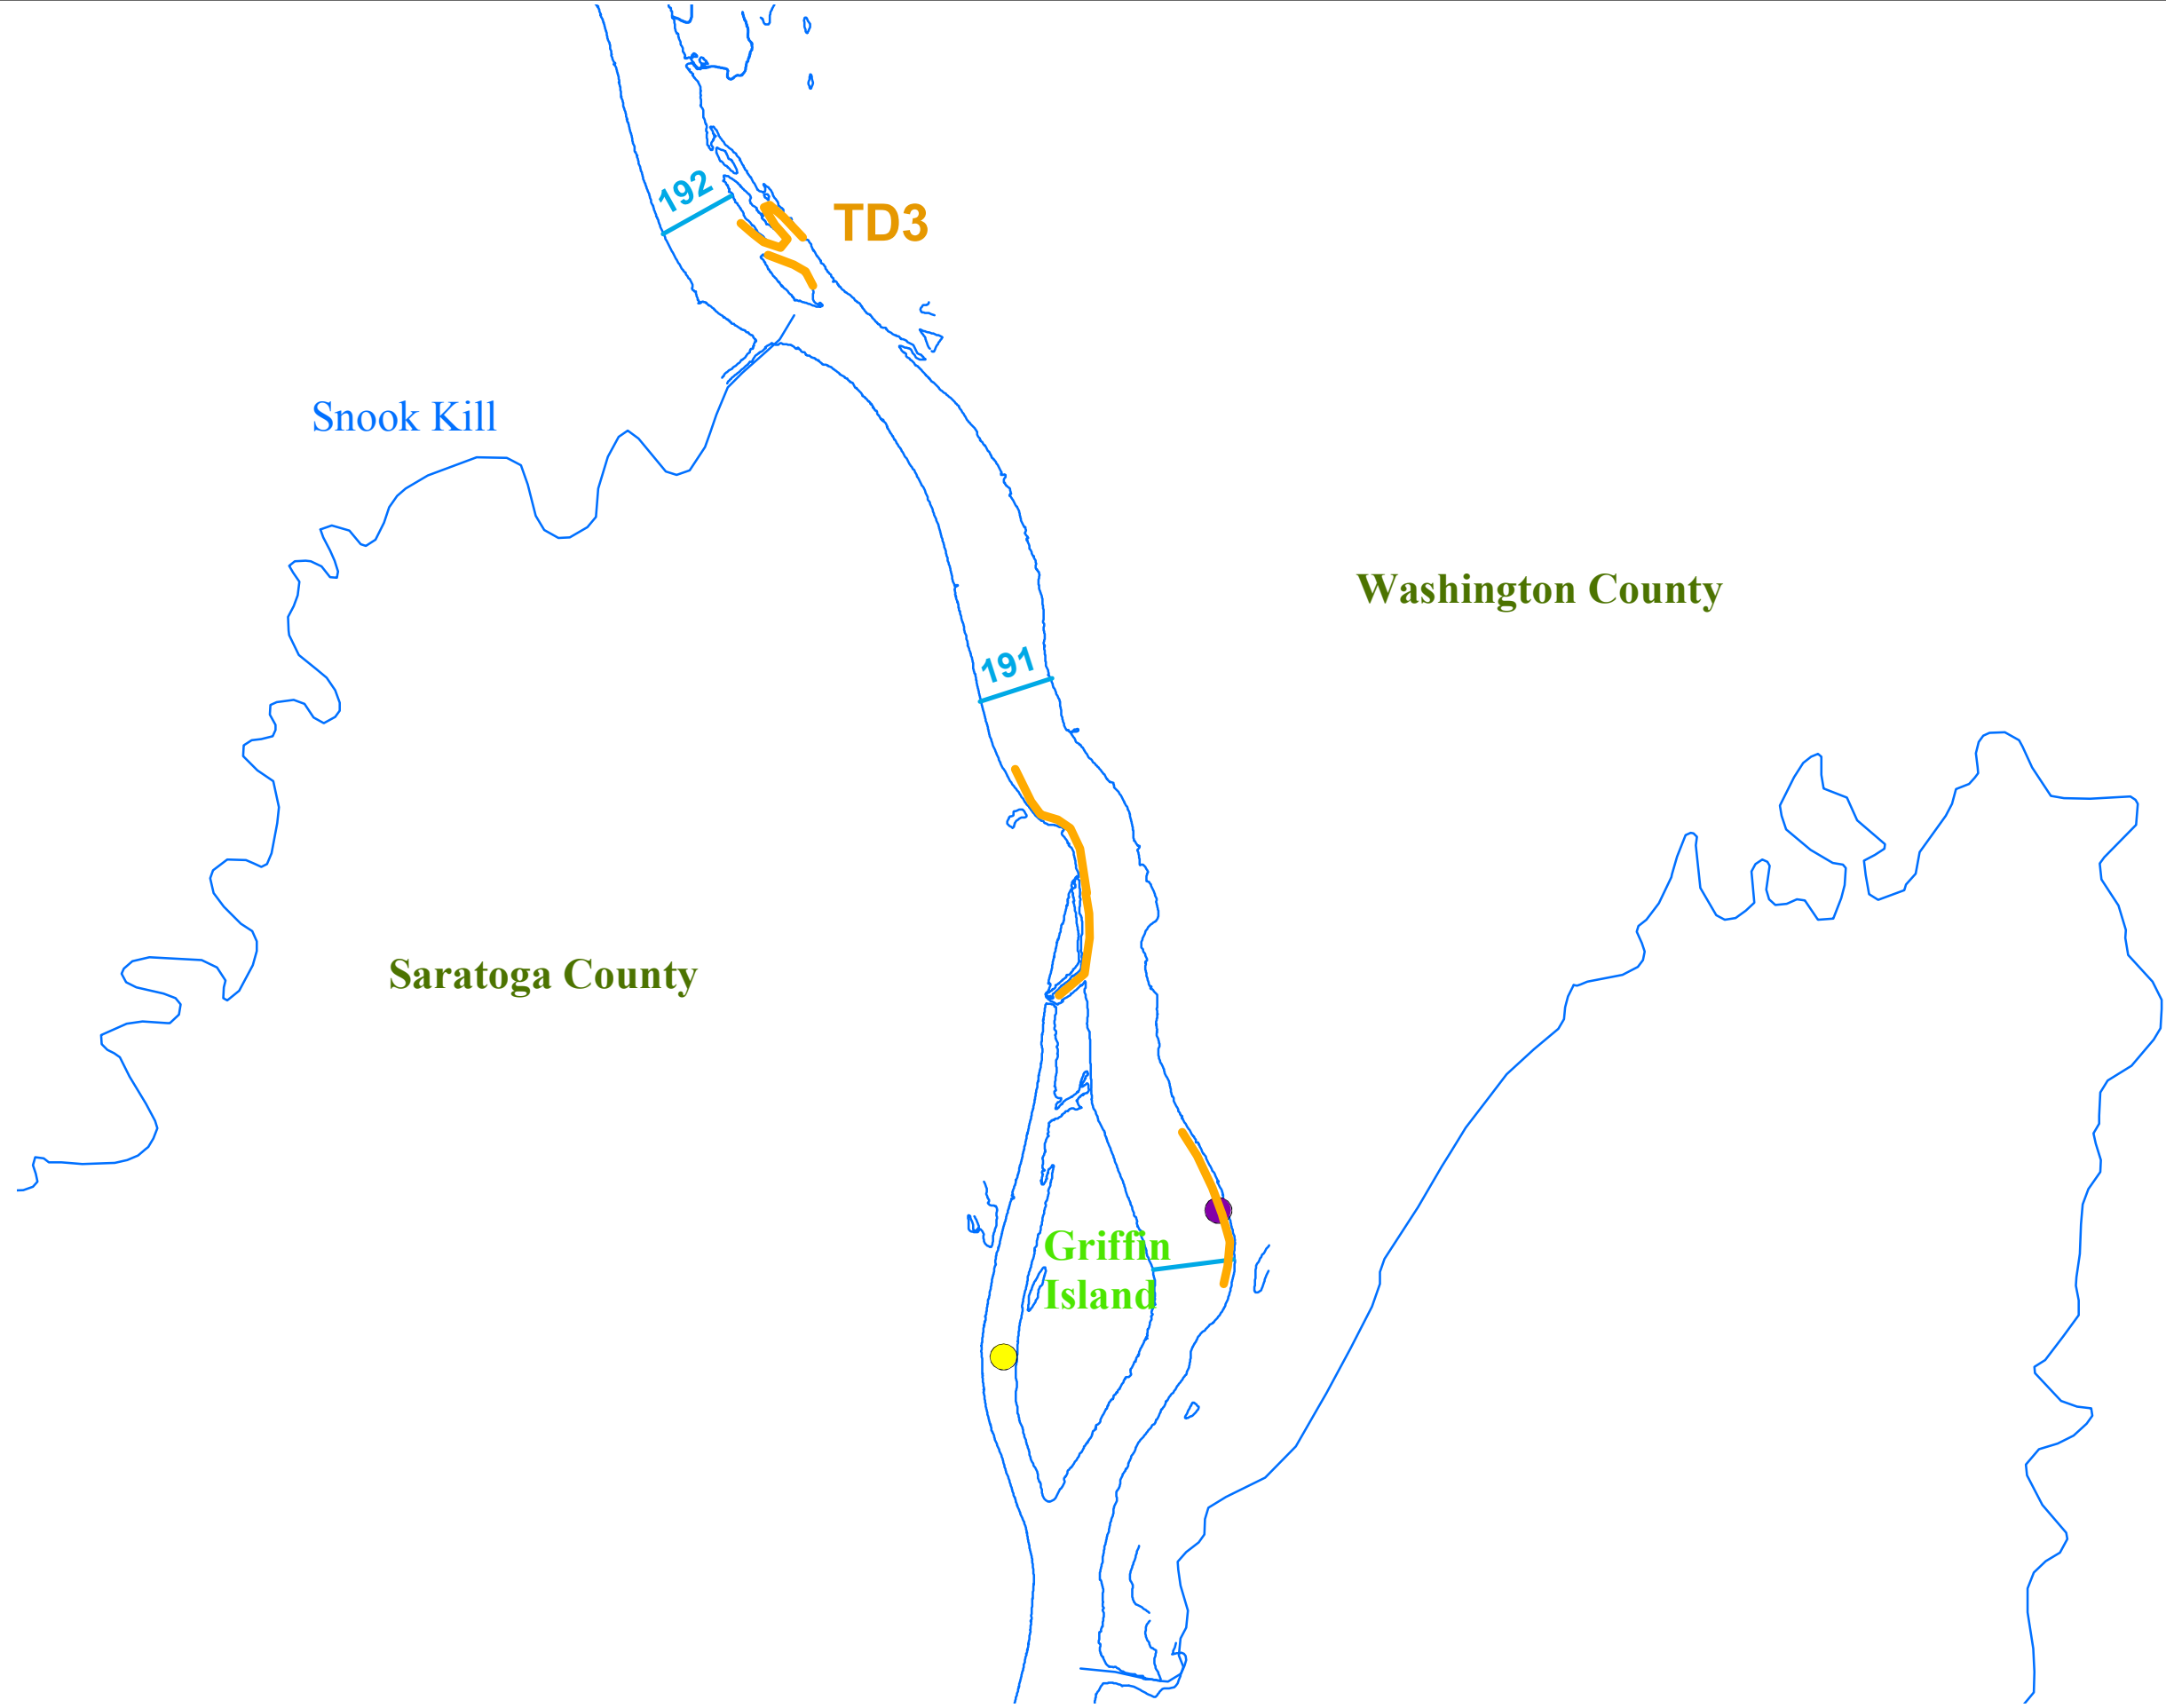 192
TD3
Snook Kill
Washington County
191
Saratoga County
Griffin
Island